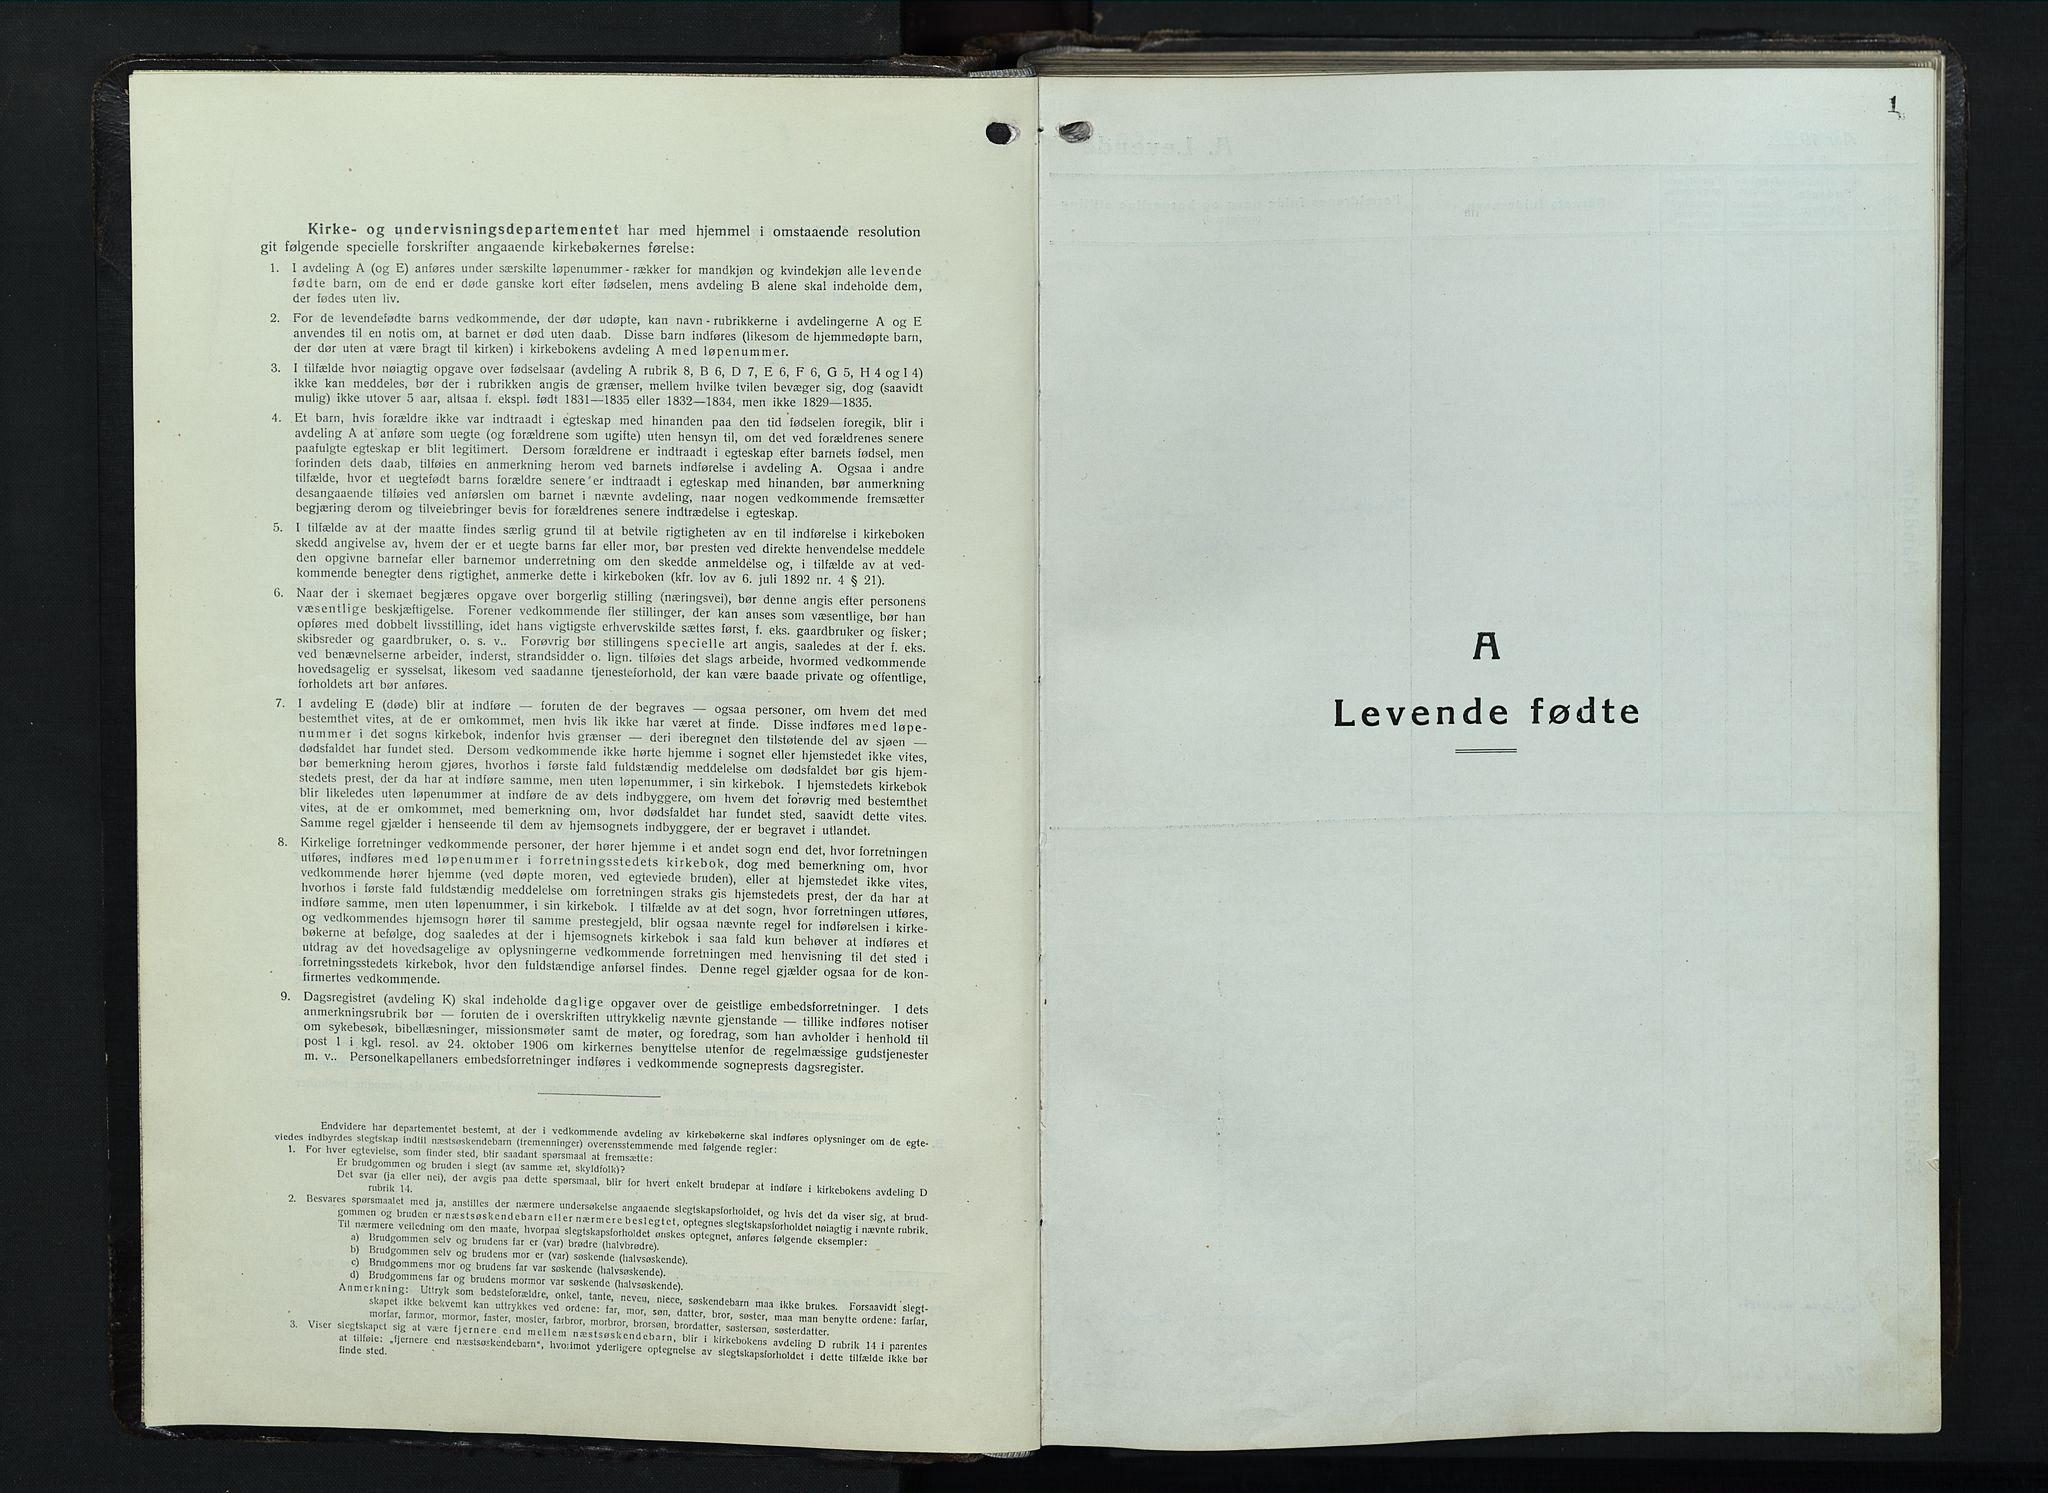 Kirke- og undervisningsdepartementet har med hjemmel i omstaaende resolution
git følgende specielle forskrifter angaaende kirkebøkernes førelse:
1. I avdeling A (og E) anføres under særskilte løpenummer-rækker for mandkjøn og kvindekjøn alle levende
fødte barn, om de end er døde ganske kort efter fødselen, mens avdeling B alene skal indeholde dem,
der fødes uten liv.
2. For de levendefødte barns vedkommende, der dør udøpte, kan navn-rubrikkerne i avdelingerne A og E
anvendes til en notis om, at barnet er død uten daab. Disse barn indføres (likesom de hjemmedøpte barn,
der dør uten at være bragt til kirken) i kirkebokens avdeling A med løpenummer.
3. I tilfælde hvor nøiagtig opgave over fødselsaar (avdeling A rubrik 8, B 6, D 7, E 6, F 6, G 5, H 4 og I 4)
ikke kan meddeles, bør der i rubrikken angis de grænser, mellem hvilke tvilen bevæger sig, dog (saavidt
mulig) ikke utover 5 aar, altsaa f. ekspl. født 1831—1835 eller 1832—1834, men ikke 1829—1835.
4. Et barn, hvis forældre ikke var indtraadt i egteskap med hinanden paa den tid fødselen foregik, blir i
avdeling A at anføre som uegte (og forældrene som ugifte) uten hensyn til, om det ved forældrenes senere
paafulgte egteskap er blit legitimert. Dersom forældrene er indtraadt i egteskap efter barnets fødsel, men
forinden dets daab, tilføies en anmerkning herom ved barnets indførelse i avdeling A. Ogsaa i andre
tilfælde, hvor et uegtefødt barns forældre senere er indtraadt i egteskap med hinanden, bør anmerkning
desangaaende tilføies ved anførslen om barnet i nævnte avdeling, naar nogen vedkommende fremsætter
begjæring derom og tilveiebringer bevis for forældrenes senere indtrædelse i egteskap.
5. I tilfælde av at der maatte findes særlig grund til at betvile rigtigheten av en til indførelse i kirkeboken
skedd angivelse av, hvem der er et uegte barns far eller mor, bør presten ved direkte henvendelse meddele
den opgivne barnefar eller barnemor underretning om den skedde anmeldelse og, i tilfælde av at ved-
kommende benegter dens rigtighet, anmerke dette i kirkeboken (kfr. lov av 6. juli 1892 nr. 4 § 21).
6. Naar der i skemaet begjæres opgave over borgerlig stilling (næringsvei), bør denne angis efter personens
væsentlige beskjæftigelse. Forener vedkommende fler stillinger, der kan anses som væsentlige, bør han
opføres med dobbelt livsstilling, idet hans vigtigste erhvervskilde sættes først, f. eks. gaardbruker og fisker;
skibsreder og gaardbruker, o. s. v.. Forøvrig bør stillingens specielle art angis, saaledes at der f. eks.
ved benævnelserne arbeider, inderst, strandsidder o. lign. tilføies det slags arbeide, hvormed vedkommende
hovedsagelig er sysselsat, likesom ved saadanne tjenesteforhold, der kan være baade private og offentlige,
forholdets art bør anføres.
7. I avdeling E (døde) blir at indføre — foruten de der begraves — ogsaa personer, om hvem det med
bestemthet vites, at de er omkommet, men hvis lik ikke har været at finde. Disse indføres med løpe-
nummer i det sogns kirkebok, indenfor hvis grænser — deri iberegnet den tilstøtende del av sjøen —
dødsfaldet har fundet sted. Dersom vedkommende ikke hørte hjemme i sognet eller hjemstedet ikke vites,
bør bemerkning herom gjøres, hvorhos i første fald fuldstændig meddelelse om dødsfaldet bør gis hjem-
stedets prest, der da har at indføre samme, men uten løpenummer, i sin kirkebok. I hjemstedets kirkebok
blir likeledes uten løpenummer at indføre de av dets indbyggere, om hvem det forøvrig med bestemthet
vites, at de er omkommet, med bemerkning om, hvor dødsfaldet har fundet sted, saavidt dette vites.
Samme regel gjælder i henseende til dem av hjemsognets indbyggere, der er begravet i utlandet.
8. Kirkelige forretninger vedkommende personer, der hører hjemme i et andet sogn end det, hvor forretningen
utføres, indføres med løpenummer i forretningsstedets kirkebok, dog med bemerkning om, hvor
vedkommende hører hjemme (ved døpte moren, ved egteviede bruden), eller at hjemstedet ikke vites,
hvorhos i første fald fuldstændig meddelelse om forretningen straks gis hjemstedets prest, der da har at
indføre samme, men uten løpenummer, i sin kirkebok. I tilfælde av at det sogn, hvor forretningen utføres,
og vedkommendes hjemsogn hører til samme prestegjeld, blir ogsaa nævnte regel for indførelsen i kirke-
bøkerne at befølge, dog saaledes at der i hjemsognets kirkebok i saa fald kun behøver at indføres et
utdrag av det hovedsagelige av oplysningerne vedkommende forretningen med henvisning til det sted i
forretningsstedets kirkebok, hvor den fuldstændige anførsel findes. Denne regel gjælder ogsaa for de kon-
firmertes vedkommende.
9. Dagsregistret (avdeling K) skal indeholde daglige opgaver over de geistlige embedsforretninger. I dets
anmerkningsrubrik bør — foruten de i overskriften uttrykkelig nævnte gjenstande — tillike indføres notiser
om sykebesøk, bibellæsninger, missionsmøter samt de møter, og foredrag, som han avholder i henhold til
post 1 i kgl. resol. av 24. oktober 1906 om kirkernes benyttelse utenfor de regelmæssige gudstjenester
m. v.. Personelkapellaners embedsforretninger indføres i vedkommende sogneprests dagsregister.
Endvidere har departementet bestemt, at der i vedkommende avdeling av kirkebøkerne skal indføres oplysninger om de egte-
viedes indbyrdes slegtskap indtil næstsøskendebarn (tremenninger) overensstemmende med følgende regler:
1. For hver egtevielse, som finder sted, blir saadant spørsmaal at fremsætte:
Er brudgommen og bruden i slegt (av samme æt, skyldfolk)?
Det svar (ja eller nei), der avgis paa dette spørsmaal, blir for hvert enkelt brudepar at indføre i kirkebokens avdeling D
rubrik 14.
2. Besvares spørsmaalet med ja, anstilles der nærmere undersøkelse angaaende slegtskapsforholdet, og hvis det da viser sig, at brud-
gommen og bruden er næstsøskendebarn eller nærmere beslegtet, optegnes slegtskapsforholdet nøiagtig i nævnte rubrik.
Til nærmere veiledning om den maate, hvorpaa slegtskapsforholdet ønskes optegnet, anføres følgende eksempler:
a) Brudgommen selv og brudens far er (var) brødre (halvbrødre).
b) Brudgommen selv og brudens mor er (var) søskende (halvsøskende).
c) Brudgommens mor og brudens far var søskende (halvsøskende).
d) Brudgommens far og brudens mormor var søskende (halvsøskende).
Anmerkning: Uttryk som bedsteforældre, onkel, tante, neveu, niece, søskendebarn maa ikke brukes. Forsaavidt slegt-
skapet ikke bekvemt kan uttrykkes ved ordene: far, mor, søn, datter, bror, søster, maa man benytte ordene: farfar,
morfar, farmor, mormor, faster, moster, farbror, morbror, brorsøn, brordatter, søstersøn, søsterdatter.
3. Viser slegtskapet sig at være fjernere end mellem næstsøskendebarn, blir i kirkebokens avdeling D rubrik 14 i parentes
at tilføie: „fjernere end næstsøskendebarn", hvorimot yderligere optegnelse av slegtskapsforholdet i dette tilfælde ikke bør
finde sted.
1
A
Levende fødte